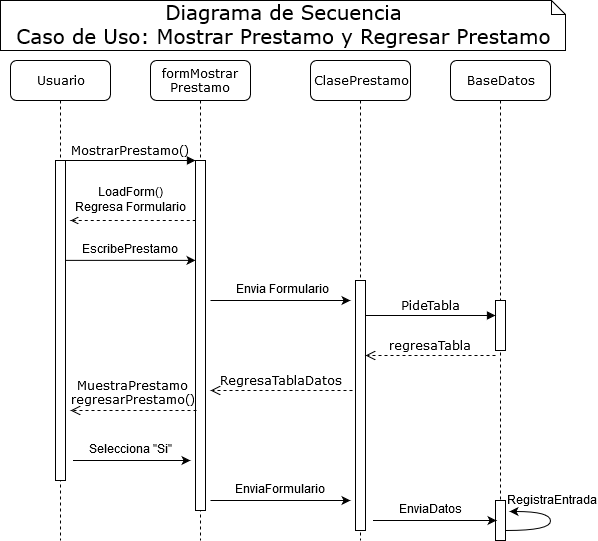 Diagrama de Secuencia
Caso de Uso: Mostrar Prestamo y Regresar Prestamo
Usuario
formMostrar
Prestamo
ClasePrestamo
BaseDatos
MostrarPrestamo()
LoadForm()
Regresa Formulario
EscribePrestamo
Envia Formulario
PideTabla
regresaTabla
RegresaTablaDatos
MuestraPrestamo
regresarPrestamo()
Selecciona "Si"
EnviaFormulario
EnviaDatos
RegistraEntrada